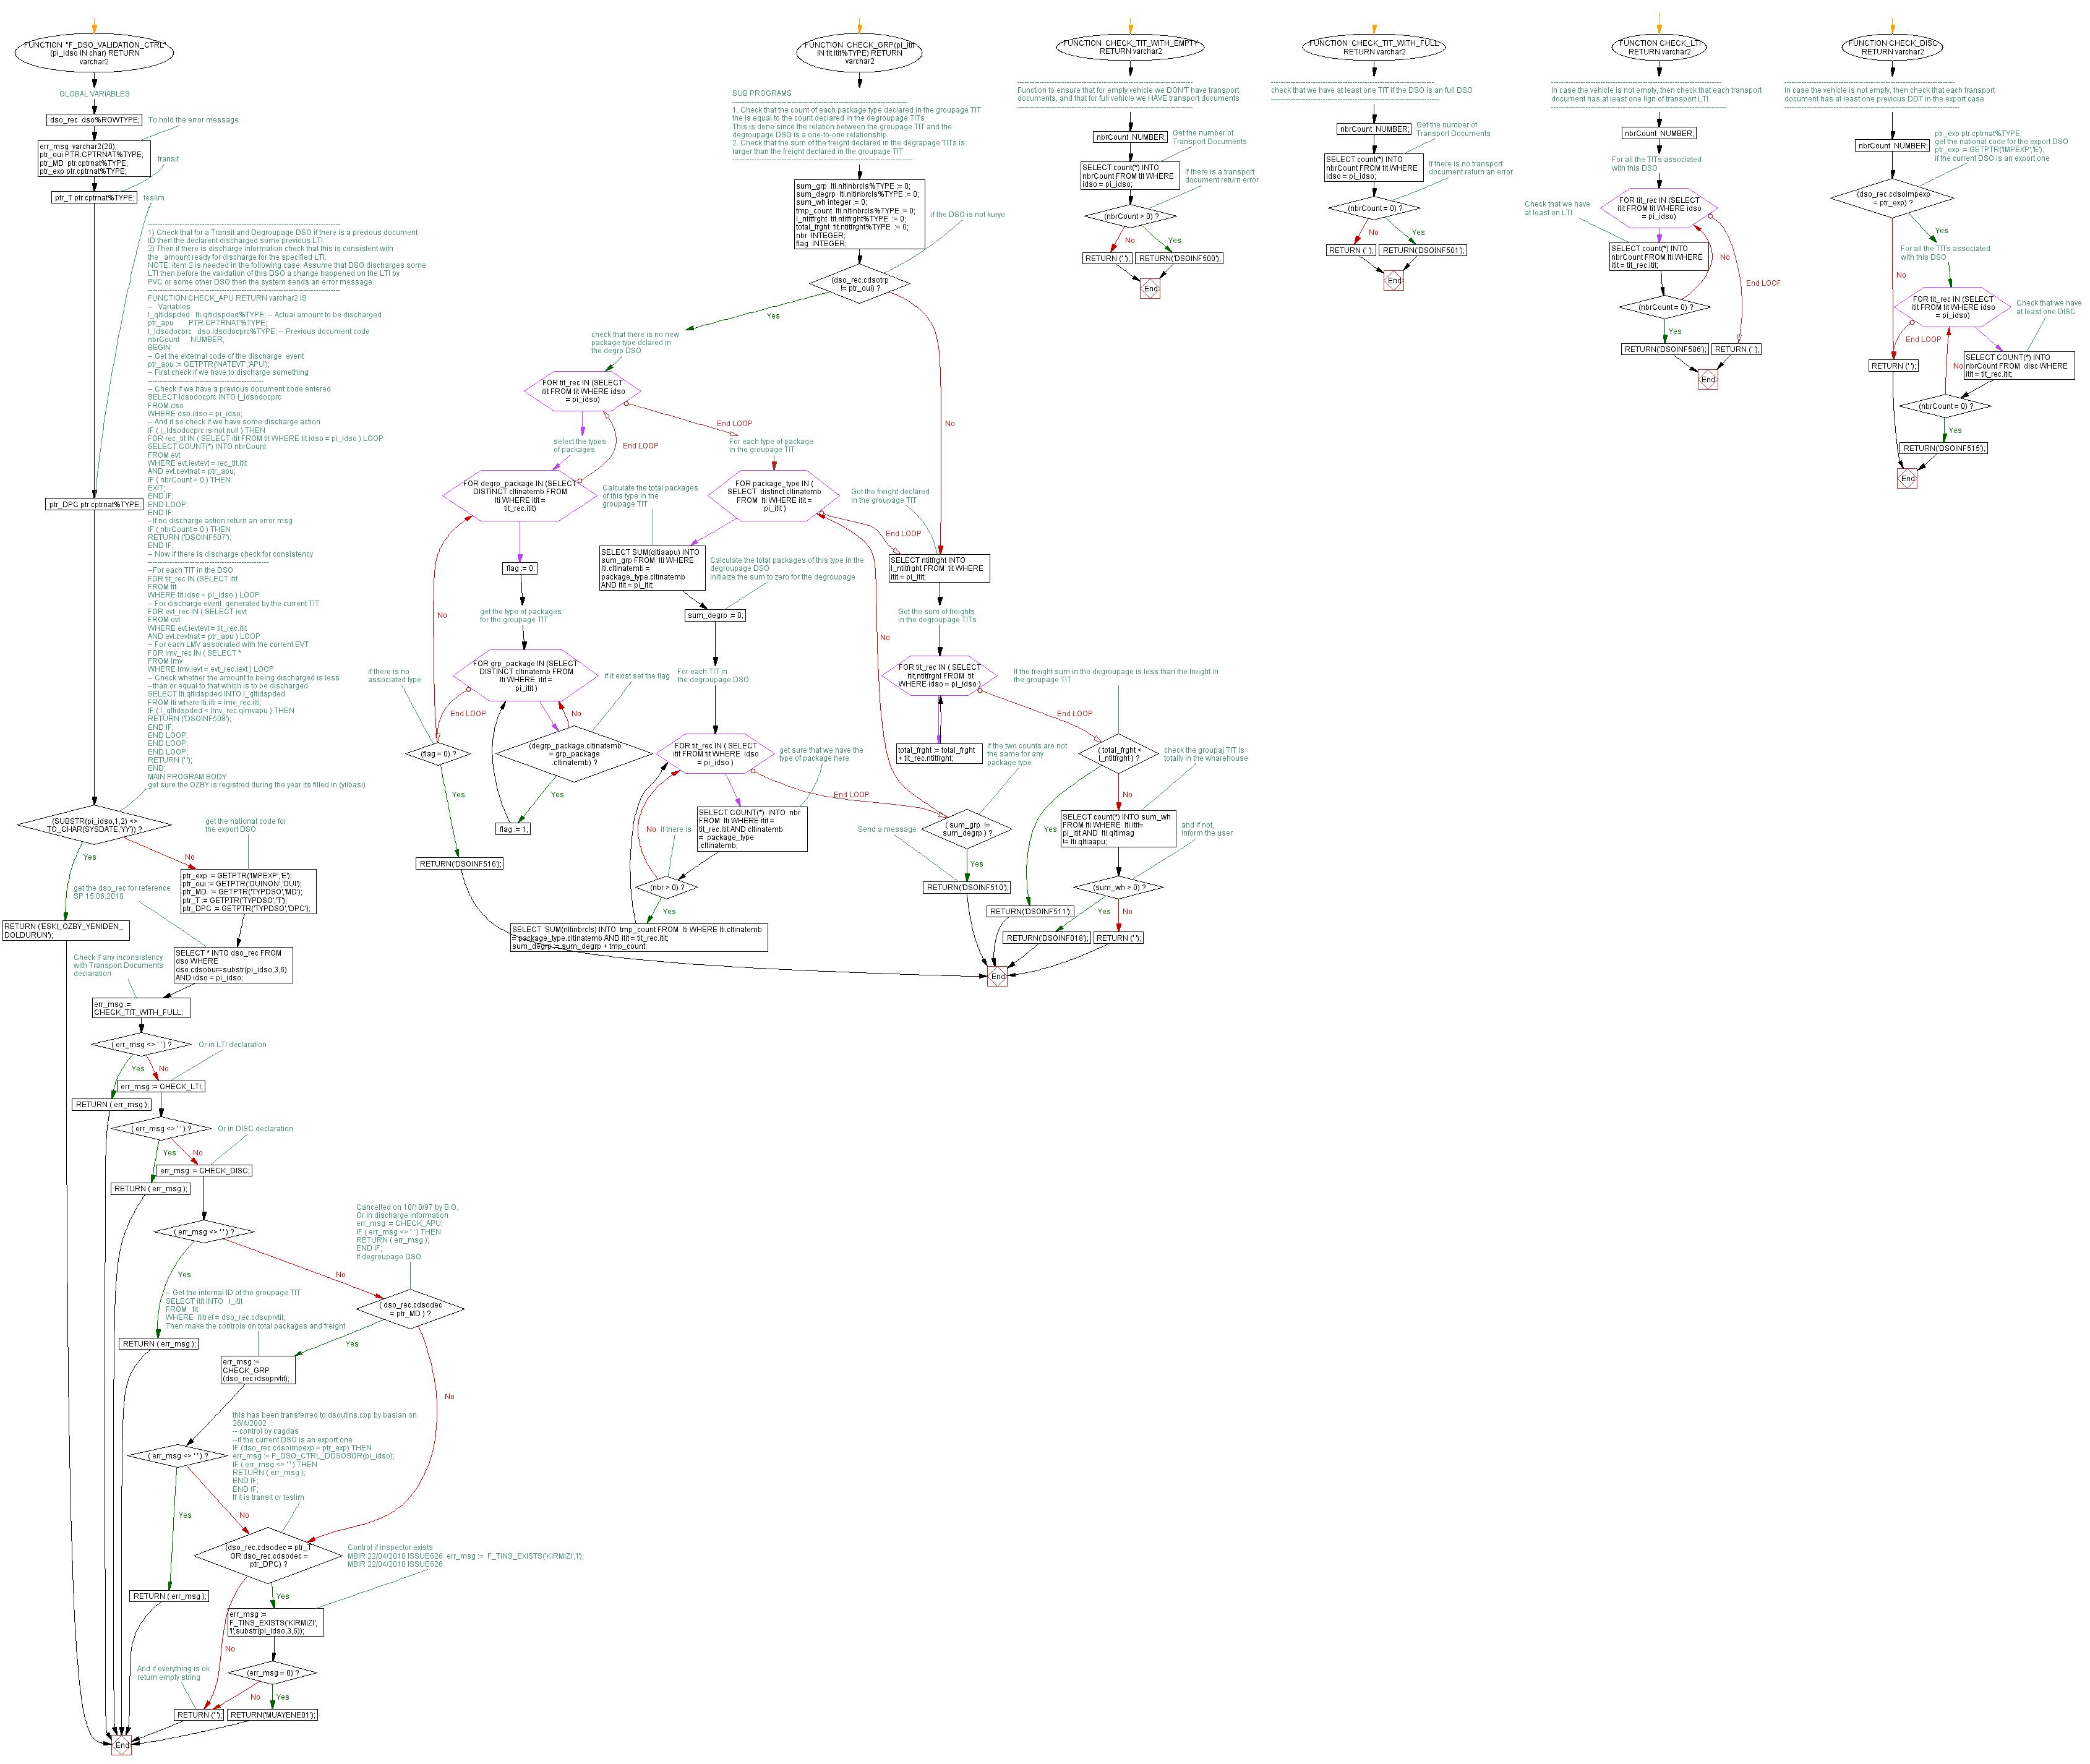 FUNCTION "F_DSO_VALIDATION_CTRL"
(pi_idso IN char) RETURN
varchar2
GLOBAL VARIABLES
dso_rec dso%ROWTYPE;
To hold the error message
err_msg varchar2(20);
ptr_oui PTR.CPTRNAT%TYPE;
ptr_MD ptr.cptrnat%TYPE;
ptr_exp ptr.cptrnat%TYPE;
transit
ptr_T ptr.cptrnat%TYPE;
teslim
ptr_DPC ptr.cptrnat%TYPE;
--------------------------------------------------------------------
1) Check that for a Transit and Degroupage DSO if there is a previous document
ID then the declarent discharged some previous LTI.
2) Then if there is discharge information check that this is consistent with
the amount ready for discharge for the specified LTI.
NOTE: item 2 is needed in the following case: Assume that DSO discharges some
LTI then before the validation of this DSO a change happened on the LTI by
PVC or some other DSO then the system sends an error message.
--------------------------------------------------------------------
FUNCTION CHECK_APU RETURN varchar2 IS
-- Variables
l_qltidspded lti.qltidspded%TYPE; -- Actual amount to be discharged
ptr_apu PTR.CPTRNAT%TYPE;
l_ldsodocprc dso.ldsodocprc%TYPE; -- Previous document code
nbrCount NUMBER;
BEGIN
-- Get the external code of the discharge event
ptr_apu := GETPTR('NATEVT','APU');
-- First check if we have to discharge something
-----------------------------------------
-- Check if we have a previous document code entered
SELECT ldsodocprc INTO l_ldsodocprc
FROM dso
WHERE dso.idso = pi_idso;
-- And if so check if we have some discharge action
IF ( l_ldsodocprc is not null ) THEN
FOR rec_tit IN ( SELECT itit FROM tit WHERE tit.idso = pi_idso ) LOOP
SELECT COUNT(*) INTO nbrCount
FROM evt
WHERE evt.ievtevt = rec_tit.itit
AND evt.cevtnat = ptr_apu;
IF ( nbrCount = 0 ) THEN
EXIT;
END IF;
END LOOP;
END IF;
--If no discharge action return an error msg
IF ( nbrCount = 0 ) THEN
RETURN ('DSOINF507');
END IF;
-- Now if there is discharge check for consistency
-------------------------------------------
--For each TIT in the DSO
FOR tit_rec IN (SELECT itit
FROM tit
WHERE tit.idso = pi_idso ) LOOP
-- For discharge event generated by the current TIT
FOR evt_rec IN ( SELECT ievt
FROM evt
WHERE evt.ievtevt = tit_rec.itit
AND evt.cevtnat = ptr_apu ) LOOP
-- For each LMV associated with the current EVT
FOR lmv_rec IN ( SELECT *
FROM lmv
WHERE lmv.ievt = evt_rec.ievt ) LOOP
-- Check whether the amount to being discharged is less
--than or equal to that which is to be discharged
SELECT lti.qltidspded INTO l_qltidspded
FROM lti where lti.ilti = lmv_rec.ilti;
IF ( l_qltidspded < lmv_rec.qlmvapu ) THEN
RETURN ('DSOINF508');
END IF;
END LOOP;
END LOOP;
END LOOP;
RETURN (' ');
END;
MAIN PROGRAM BODY
get sure the OZBY is registred during the year its filled in (yilbasi)
(SUBSTR(pi_idso,1,2) <>
TO_CHAR(SYSDATE,'YY')) ?
Yes
No
get the national code for
the export DSO
ptr_exp := GETPTR('IMPEXP','E');
ptr_oui := GETPTR('OUINON','OUI');
ptr_MD := GETPTR('TYPDSO','MD');
ptr_T := GETPTR('TYPDSO','T');
ptr_DPC := GETPTR('TYPDSO','DPC');
get the dso_rec for reference
SP 15.06.2010
RETURN ('ESKI_OZBY_YENIDEN_
DOLDURUN');
SELECT * INTO dso_rec FROM
dso WHERE
dso.cdsobur=substr(pi_idso,3,6)
AND idso = pi_idso;
Check if any inconsistency
with Transport Documents
declaration
err_msg :=
CHECK_TIT_WITH_FULL;
( err_msg <> ' ') ?
Or in LTI declaration
Yes
No
err_msg := CHECK_LTI;
RETURN ( err_msg );
( err_msg <> ' ') ?
Or in DISC declaration
Yes
No
err_msg := CHECK_DISC;
RETURN ( err_msg );
( err_msg <> ' ') ?
Cancelled on 10/10/97 by B.O.
Or in discharge information
err_msg := CHECK_APU;
IF ( err_msg <> ' ') THEN
RETURN ( err_msg );
END IF;
If degroupage DSO
Yes
No
-- Get the internal ID of the groupage TIT
SELECT itit INTO l_itit
FROM tit
WHERE ltitref = dso_rec.cdsoprvtit;
Then make the controls on total packages and freight
( dso_rec.cdsodec
= ptr_MD ) ?
RETURN ( err_msg );
Yes
err_msg :=
CHECK_GRP
(dso_rec.idsoprvtit);
No
this has been transferred to dsoutins.cpp by baslan on
26/4/2002
-- control by cagdas
--if the current DSO is an export one
IF (dso_rec.cdsoimpexp = ptr_exp) THEN
err_msg := F_DSO_CTRL_DDSOSOR(pi_idso);
IF ( err_msg <> ' ') THEN
RETURN ( err_msg );
END IF;
END IF;
If it is transit or teslim
( err_msg <> ' ') ?
Yes
No
(dso_rec.cdsodec = ptr_T
OR dso_rec.cdsodec =
ptr_DPC) ?
Control if inspector exists
MBIR 22/04/2010 ISSUE626 err_msg := F_TINS_EXISTS('KIRMIZI','1');
MBIR 22/04/2010 ISSUE626
RETURN ( err_msg );
Yes
err_msg :=
F_TINS_EXISTS('KIRMIZI',
'1',substr(pi_idso,3,6));
No
And if everything is ok
return empty string
(err_msg = 0) ?
No
Yes
RETURN (' ');
RETURN('MUAYENE01');
End
FUNCTION CHECK_GRP(pi_itit
IN tit.itit%TYPE) RETURN
varchar2
SUB PROGRAMS
--------------------------------------------------------------
1. Check that the count of each package type declared in the groupage TIT
the is equal to the count declared in the degroupage TITs
This is done since the relation between the groupage TIT and the
degroupage DSO is a one-to-one relationship
2. Check that the sum of the freight declared in the degrapage TITs is
larger than the freight declared in the goupage TIT
----------------------------------------------------------------
sum_grp lti.nltinbrcls%TYPE := 0;
sum_degrp lti.nltinbrcls%TYPE := 0;
sum_wh integer := 0;
tmp_count lti.nltinbrcls%TYPE := 0;
l_ntitfrght tit.ntitfrght%TYPE := 0;
total_frght tit.ntitfrght%TYPE := 0;
nbr INTEGER;
flag INTEGER;
if the DSO is not kurye
(dso_rec.cdsotrp
!= ptr_oui) ?
Yes
check that there is no new
package type dclared in
the degrp DSO
FOR tit_rec IN (SELECT
itit FROM tit WHERE idso
= pi_idso)
No
End LOOP
select the types
of packages
End LOOP
For each type of package
in the groupage TIT
FOR degrp_package IN (SELECT
DISTINCT cltinatemb FROM
lti WHERE itit =
tit_rec.itit)
Calculate the total packages
of this type in the
groupage TIT
FOR package_type IN (
SELECT distinct cltinatemb
FROM lti WHERE itit =
pi_itit )
Get the freight declared
in the groupage TIT
End LOOP
flag := 0;
SELECT SUM(qltiaapu) INTO
sum_grp FROM lti WHERE
lti.cltinatemb =
package_type.cltinatemb
AND itit = pi_itit;
Calculate the total packages of this type in the
degroupage DSO
Initialze the sum to zero for the degroupage
SELECT ntitfrght INTO
l_ntitfrght FROM tit WHERE
itit = pi_itit;
No
get the type of packages
for the groupage TIT
sum_degrp := 0;
Get the sum of freights
in the degroupage TITs
No
if there is no
associated type
FOR grp_package IN (SELECT
DISTINCT cltinatemb FROM
lti WHERE itit =
pi_itit )
if it exist set the flag
For each TIT in
the degroupage DSO
FOR tit_rec IN ( SELECT
itit,ntitfrght FROM tit
WHERE idso = pi_idso )
If the freight sum in the degroupage is less than the freight in
the groupage TIT
End LOOP
No
End LOOP
(flag = 0) ?
(degrp_package.cltinatemb
= grp_package
.cltinatemb) ?
FOR tit_rec IN ( SELECT
itit FROM tit WHERE idso
= pi_idso )
get sure that we have the
type of package here
total_frght := total_frght
+ tit_rec.ntitfrght;
If the two counts are not
the same for any
package type
( total_frght <
l_ntitfrght ) ?
check the groupaj TIT is
totally in the wharehouse
Yes
Yes
End LOOP
No
flag := 1;
SELECT COUNT(*) INTO nbr
FROM lti WHERE itit =
tit_rec.itit AND cltinatemb
= package_type
.cltinatemb;
Send a message
( sum_grp !=
sum_degrp ) ?
SELECT count(*) INTO sum_wh
FROM lti WHERE lti.itit=
pi_itit AND lti.qltimag
!= lti.qltiaapu;
and if not,
inform the user
No
if there is
Yes
RETURN('DSOINF516');
(nbr > 0) ?
Yes
RETURN('DSOINF510');
(sum_wh > 0) ?
Yes
RETURN('DSOINF511');
Yes
No
SELECT SUM(nltinbrcls) INTO tmp_count FROM lti WHERE lti.cltinatemb
= package_type.cltinatemb AND itit = tit_rec.itit;
sum_degrp := sum_degrp + tmp_count;
RETURN('DSOINF018');
RETURN (' ');
End
FUNCTION CHECK_TIT_WITH_EMPTY
RETURN varchar2
--------------------------------------------------------------
Function to ensure that for empty vehicle we DON'T have transport
documents, and that for full vehicle we HAVE transport documents
--------------------------------------------------------------
nbrCount NUMBER;
Get the number of
Transport Documents
SELECT count(*) INTO
nbrCount FROM tit WHERE
idso = pi_idso;
If there is a transport
document return error
(nbrCount > 0) ?
No
Yes
RETURN (' ');
RETURN('DSOINF500');
End
FUNCTION CHECK_TIT_WITH_FULL
RETURN varchar2
----------------------------------------------------------
check that we have at least one TIT if the DSO is an full DSO
------------------------------------------------------------
nbrCount NUMBER;
Get the number of
Transport Documents
SELECT count(*) INTO
nbrCount FROM tit WHERE
idso = pi_idso;
If there is no transport
document return an error
(nbrCount = 0) ?
No
Yes
RETURN (' ');
RETURN('DSOINF501');
End
FUNCTION CHECK_LTI
RETURN varchar2
------------------------------------------------------------
In case the vehicle is not empty, then check that each transport
document has at least one lign of transport LTI.
--------------------------------------------------------------
nbrCount NUMBER;
For all the TITs associated
with this DSO
Check that we have
at least on LTI
FOR tit_rec IN (SELECT
itit FROM tit WHERE idso
= pi_idso)
SELECT count(*) INTO
nbrCount FROM lti WHERE
itit = tit_rec.itit;
No
End LOOP
(nbrCount = 0) ?
Yes
RETURN('DSOINF506');
RETURN (' ');
End
FUNCTION CHECK_DISC
RETURN varchar2
------------------------------------------------------------
In case the vehicle is not empty, then check that each transport
document has at least one previous DDT in the export case
--------------------------------------------------------------
nbrCount NUMBER;
ptr_exp ptr.cptrnat%TYPE;
get the national code for the export DSO
ptr_exp := GETPTR('IMPEXP','E');
if the current DSO is an export one
(dso_rec.cdsoimpexp
= ptr_exp) ?
Yes
For all the TITs associated
with this DSO
No
FOR tit_rec IN (SELECT
itit FROM tit WHERE idso
= pi_idso)
Check that we have
at least one DISC
End LOOP
RETURN (' ');
No
SELECT COUNT(*) INTO
nbrCount FROM disc WHERE
itit = tit_rec.itit;
(nbrCount = 0) ?
Yes
RETURN('DSOINF515');
End